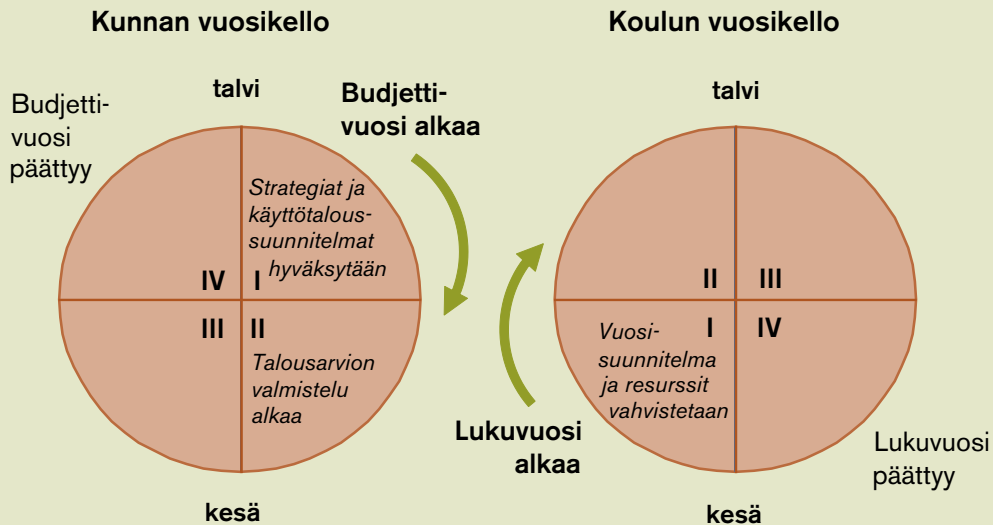 Kunnan vuosikello
talvi
Budjetti-
vuosi
päättyy
Budjetti-
vuosi alkaa
Strategiat ja
käyttötalous-
suunnitelmat
hyväksytään
IV I
III II
Talousarvion
valmistelu
alkaa
kesä
Koulun vuosikello
talvi
II III
I IV
Vuosi-
suunnitelma
ja resurssit
vahvistetaan
Lukuvuosi
alkaa
Lukuvuosi
päättyy
kesä